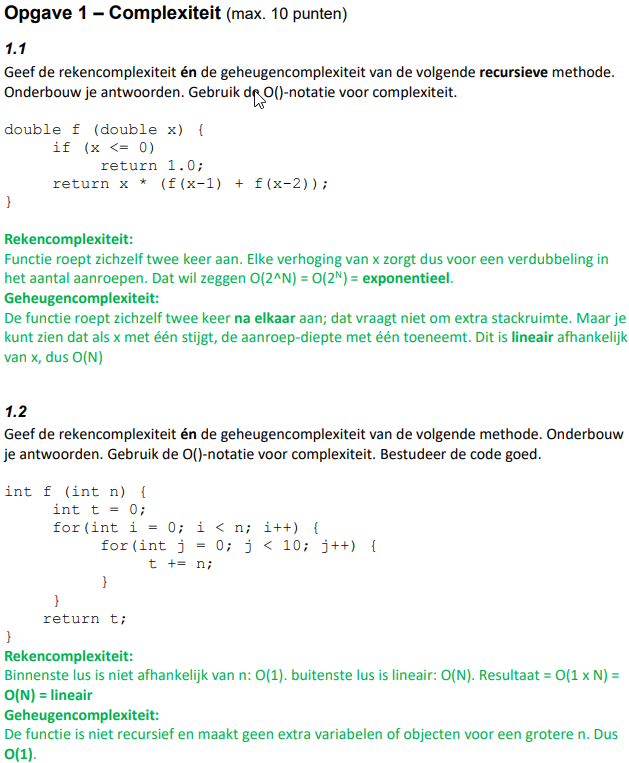 Opgave 1 – Complexiteit (max. 10 punten)
1.1
Geef de rekencomplexiteit én de geheugencomplexiteit van de volgende recursieve methode.
Onderbouw je antwoorden. Gebruik de O()-notatie voor complexiteit.
double f (double x) {
if (x <= 0)
return 1.0;
return x * (f(x-1) + f(x-2));
}
Rekencomplexiteit:
Functie roept zichzelf twee keer aan. Elke verhoging van x zorgt dus voor een verdubbeling in
het aantal aanroepen. Dat wil zeggen O(2^N) = O(2ᴺ) = exponentieel.
Geheugencomplexiteit:
De functie roept zichzelf twee keer na elkaar aan; dat vraagt niet om extra stackruimte. Maar je
kunt zien dat als x met één stijgt, de aanroep-diepte met één toeneemt. Dit is lineair afhankelijk
van x, dus O(N)
1.2
Geef de rekencomplexiteit én de geheugencomplexiteit van de volgende methode. Onderbouw
je antwoorden. Gebruik de O()-notatie voor complexiteit. Bestudeer de code goed.
int f (int n) {
int t = 0;
for(int i = 0; i < n; i++) {
for(int j = 0; j < 10; j++) {
t += n;
}
}
return t;
}
Rekencomplexiteit:
Binnenste lus is niet afhankelijk van n: O(1). buitenste lus is lineair: O(N). Resultaat = O(1 x N) =
O(N) = lineair
Geheugencomplexiteit:
De functie is niet recursief en maakt geen extra variabelen of objecten voor een grotere n. Dus
O(1).